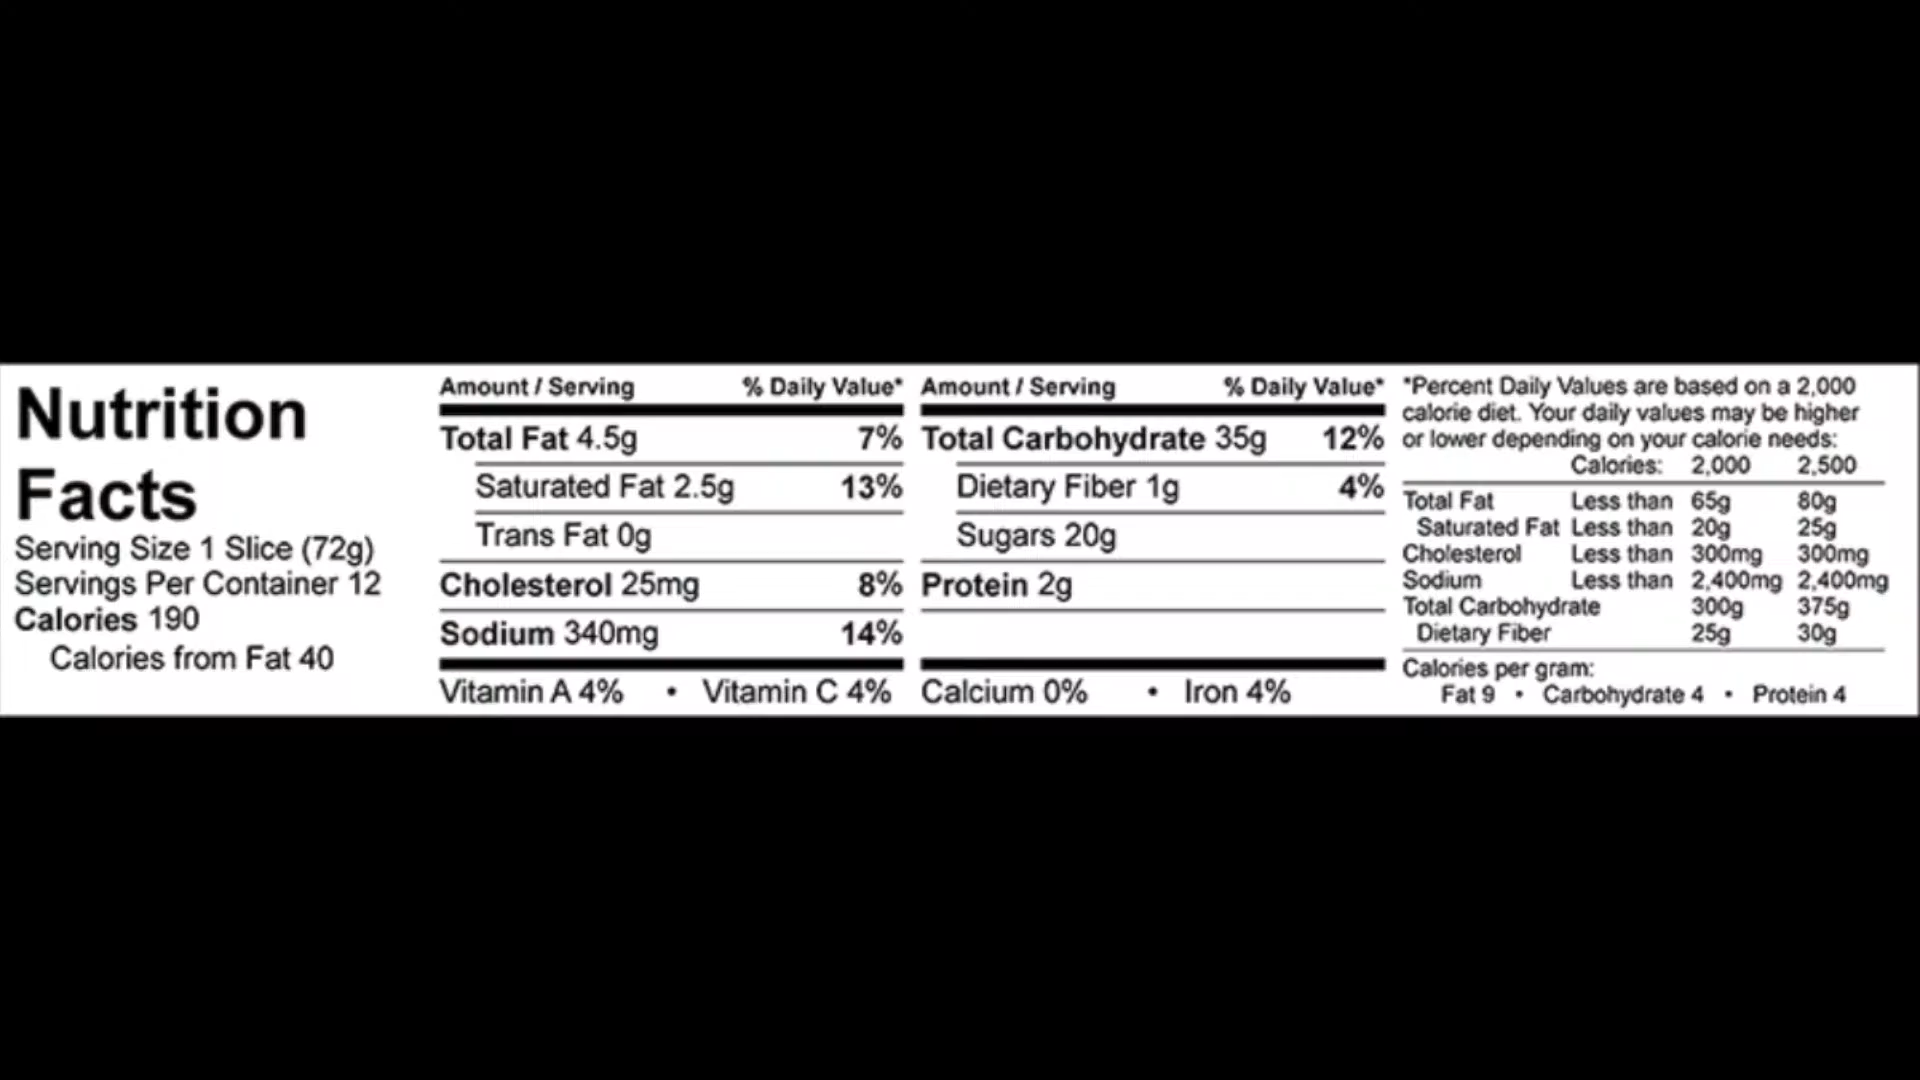 Nutrition
Facts
Serving Size 1 Slice (72g)
Servings Per Container 12
Calories 190
Calories from Fat 40
Amount / Serving % Daily Value*
Total Fat 4.5g 7%
Saturated Fat 2.5g 13%
Trans Fat 0g
Cholesterol 25mg 8%
Sodium 340mg 14%
Vitamin A 4% • Vitamin C 4%
Amount / Serving % Daily Value*
Total Carbohydrate 35g 12%
Dietary Fiber 1g 4%
Sugars 20g
Protein 2g
Calcium 0% • Iron 4%
*Percent Daily Values are based on a 2,000
calorie diet. Your daily values may be higher
or lower depending on your calorie needs:
Calories: 2,000 2,500
Total Fat Less than 65g 80g
Saturated Fat Less than 20g 25g
Cholesterol Less than 300mg 300mg
Sodium Less than 2,400mg 2,400mg
Total Carbohydrate 300g 375g
Dietary Fiber 25g 30g
Calories per gram:
Fat 9 • Carbohydrate 4 • Protein 4